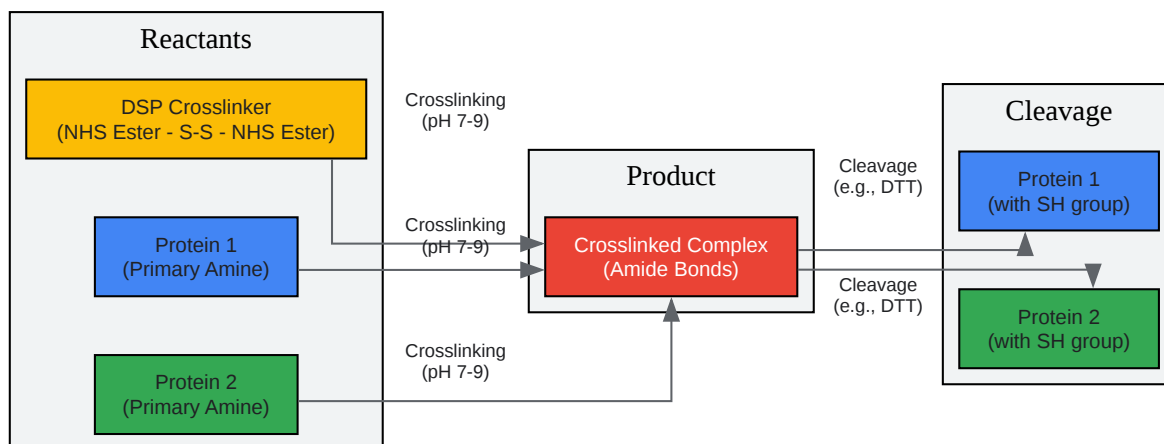 Reactants
DSP Crosslinker
(NHS Ester - S-S - NHS Ester)
Protein 1
(Primary Amine)
Protein 2
(Primary Amine)
Crosslinking
(pH 7-9)
Crosslinking
(pH 7-9)
Crosslinking
(pH 7-9)
Product
Crosslinked Complex
(Amide Bonds)
Cleavage
(e.g., DTT)
Cleavage
(e.g., DTT)
Cleavage
Protein 1
(with SH group)
Protein 2
(with SH group)